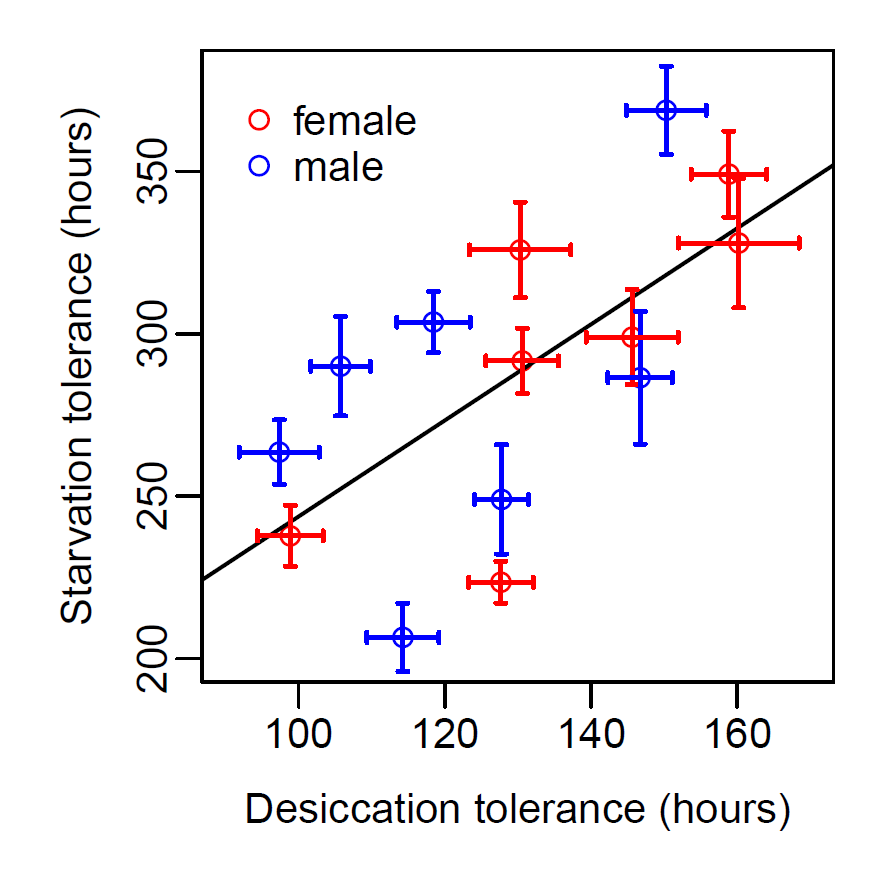 female
male
Starvation tolerance (hours)
350
300
250
200
100 120 140 160
Desiccation tolerance (hours)